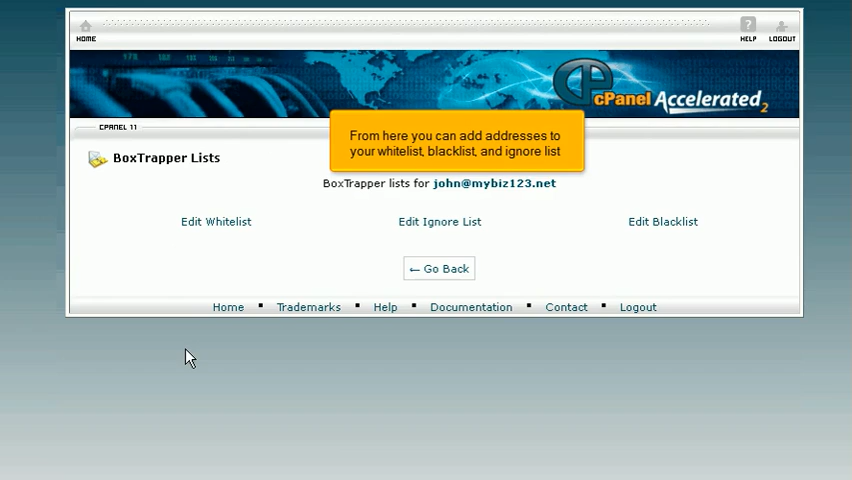 HOME
?
HELP
LOGOUT
cPanel Accelerated2
CPANEL 11
From here you can add addresses to
your whitelist, blacklist, and ignore list
BoxTrapper Lists
BoxTrapper lists for john@mybiz123.net
Edit Whitelist
Edit Ignore List
Edit Blacklist
← Go Back
Home ▪ Trademarks ▪ Help ▪ Documentation ▪ Contact ▪ Logout